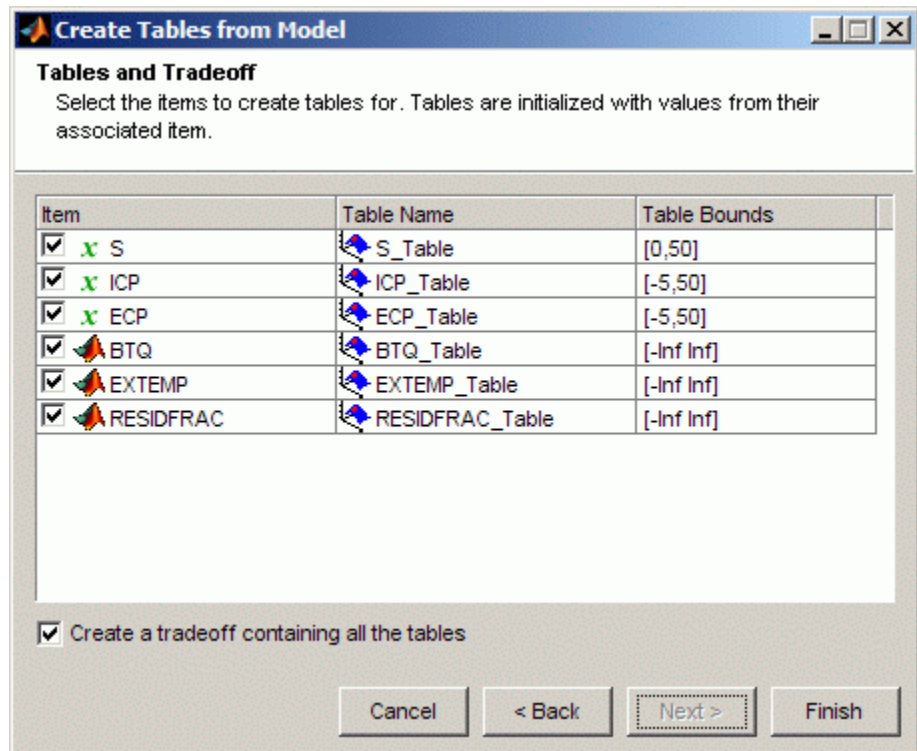 Create Tables from Model
Tables and Tradeoff
Select the items to create tables for. Tables are initialized with values from their
associated item.
Item Table Name Table Bounds
x S S_Table [0,50]
x ICP ICP_Table [-5,50]
x ECP ECP_Table [-5,50]
BTQ BTQ_Table [-Inf Inf]
EXTEMP EXTEMP_Table [-Inf Inf]
RESIDFRAC RESIDFRAC_Table [-Inf Inf]
Create a tradeoff containing all the tables
Cancel < Back Next > Finish